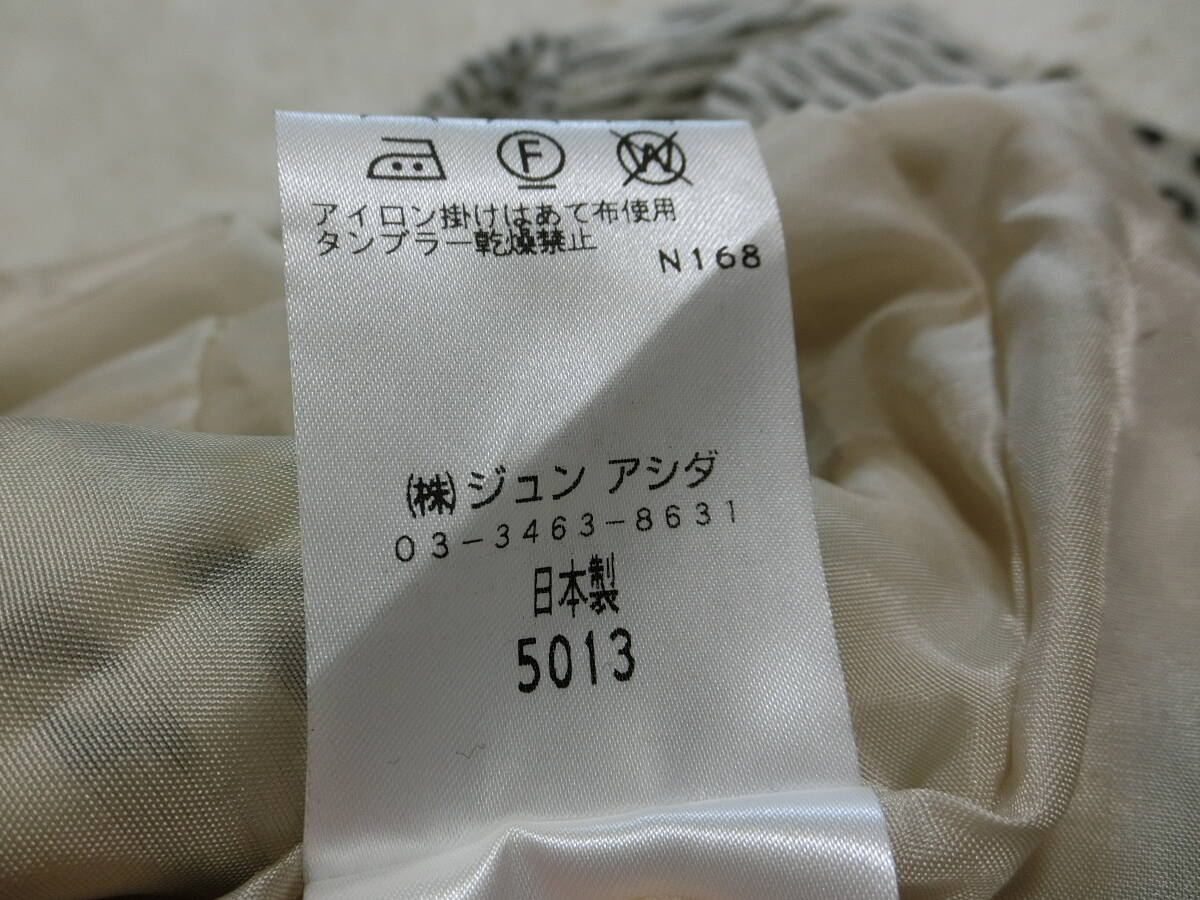 F W
アイロン掛けはあて布使用
タンブラー乾燥禁止
N168
㈱ジュン アシダ
03-3463-8631
日本製
5013